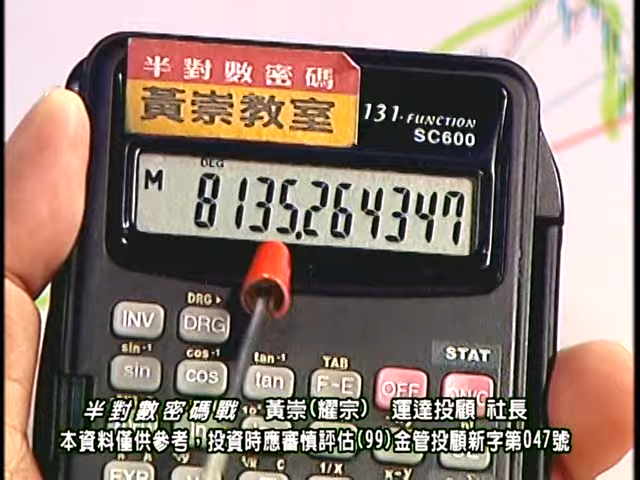 半對數密碼
黃崇教室
131-FUNCTION
SC600
DEG
M 8135.264347
DRG▸
INV DRG
sin-1 cos-1 tan-1 TAB STAT
sin cos tan F-E OFF
半對數密碼戰 黃崇(耀宗) 運達投顧 社長
本資料僅供參考，投資時應審慎評估(99)金管投顧新字第047號
EXP 1/X x-y